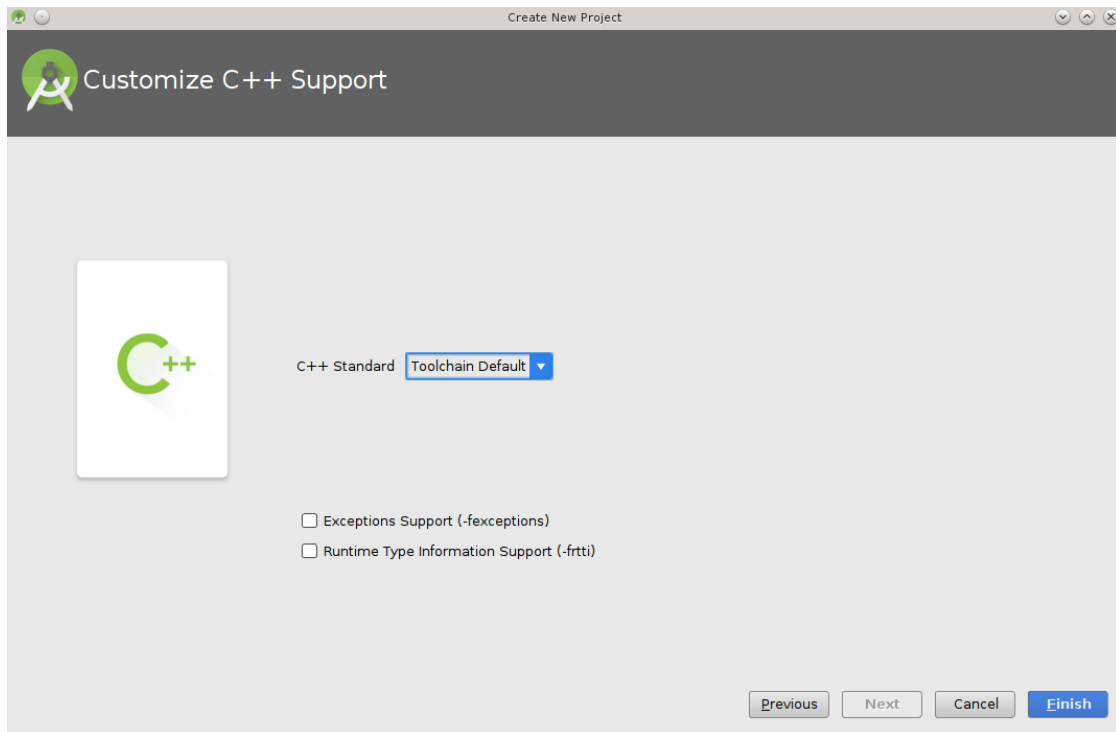 Create New Project
Customize C++ Support
C++
C++ Standard Toolchain Default
Exceptions Support (-fexceptions)
Runtime Type Information Support (-frtti)
Previous Next Cancel Finish